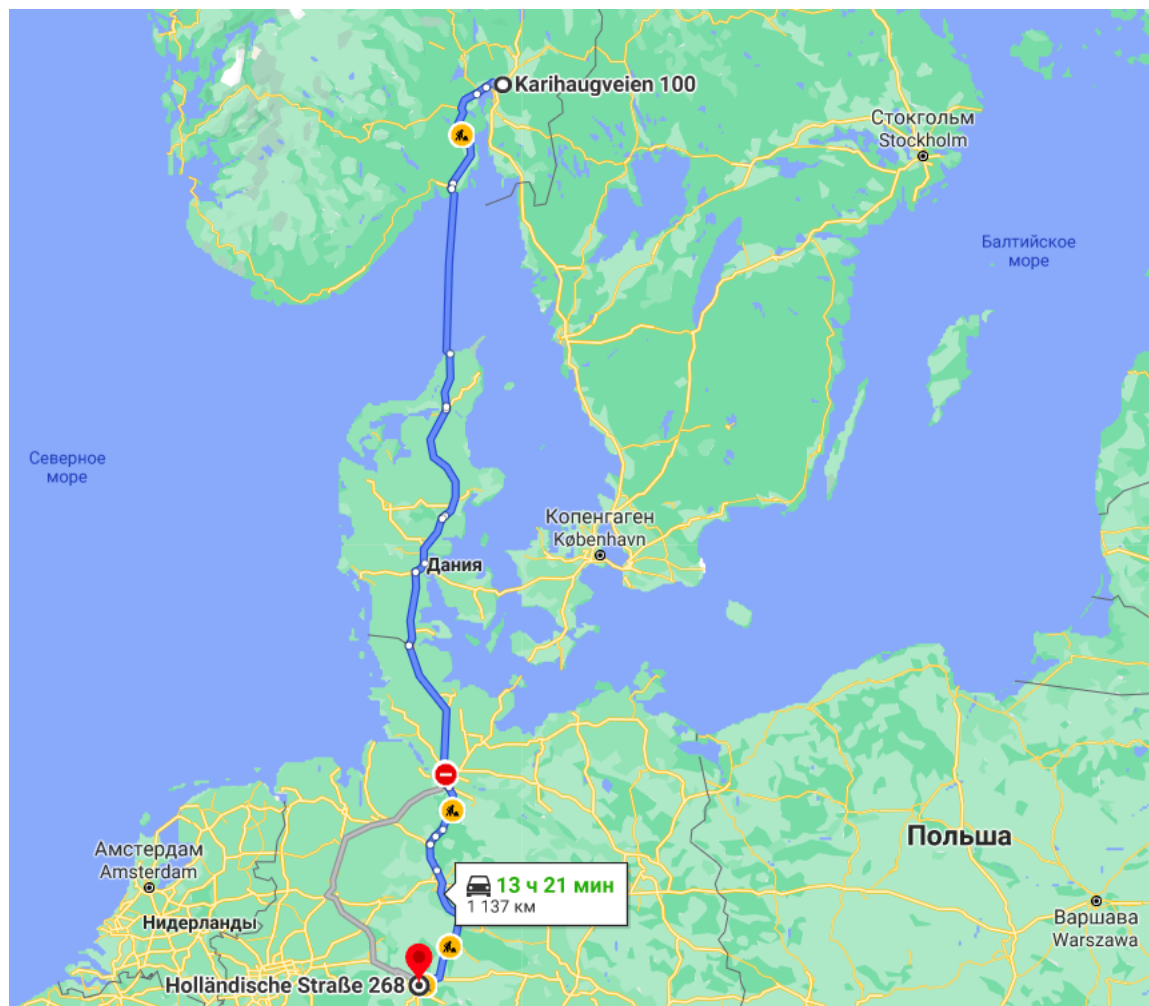 Karihaugveien 100
Стокгольм
Stockholm
Балтийское
море
Северное
море
Копенгаген
København
Дания
Польша
Амстердам
Amsterdam
13 ч 21 мин
1 137 км
Нидерланды
Варшава
Warszawa
Holländische Straße 268